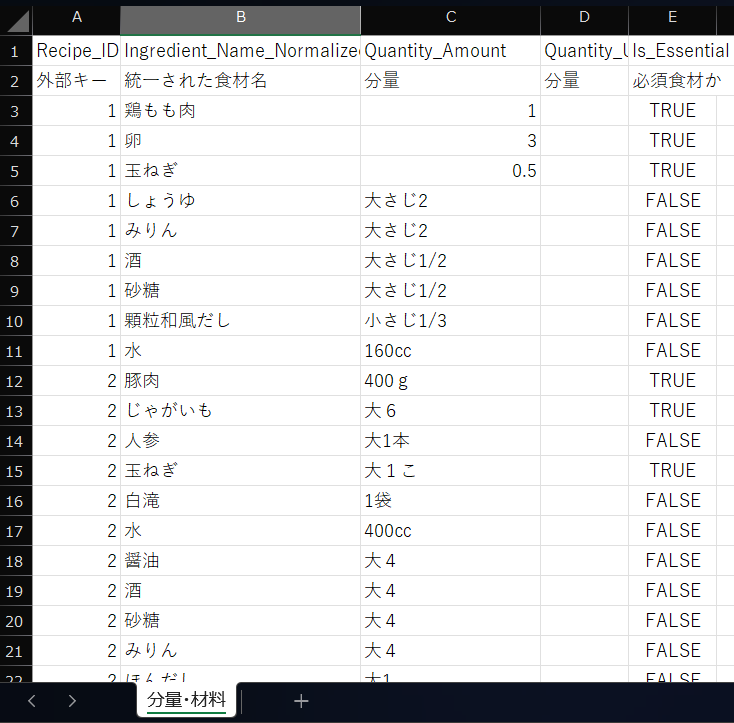 A B C D E
1 Recipe_ID Ingredient_Name_Normalized Quantity_Amount Quantity_U Is_Essential
2 外部キー 統一された食材名 分量 分量 必須食材か
3 1 鶏もも肉 1 TRUE
4 1 卵 3 TRUE
5 1 玉ねぎ 0.5 TRUE
6 1 しょうゆ 大さじ2 FALSE
7 1 みりん 大さじ2 FALSE
8 1 酒 大さじ1/2 FALSE
9 1 砂糖 大さじ1/2 FALSE
10 1 顆粒和風だし 小さじ1/3 FALSE
11 1 水 160cc FALSE
12 2 豚肉 400ｇ TRUE
13 2 じゃがいも 大６ TRUE
14 2 人参 大1本 FALSE
15 2 玉ねぎ 大１こ TRUE
16 2 白滝 1袋 FALSE
17 2 水 400cc FALSE
18 2 醤油 大４ FALSE
19 2 酒 大４ FALSE
20 2 砂糖 大４ FALSE
21 2 みりん 大４ FALSE
22 2 ほんだし 大1 FALSE
分量・材料